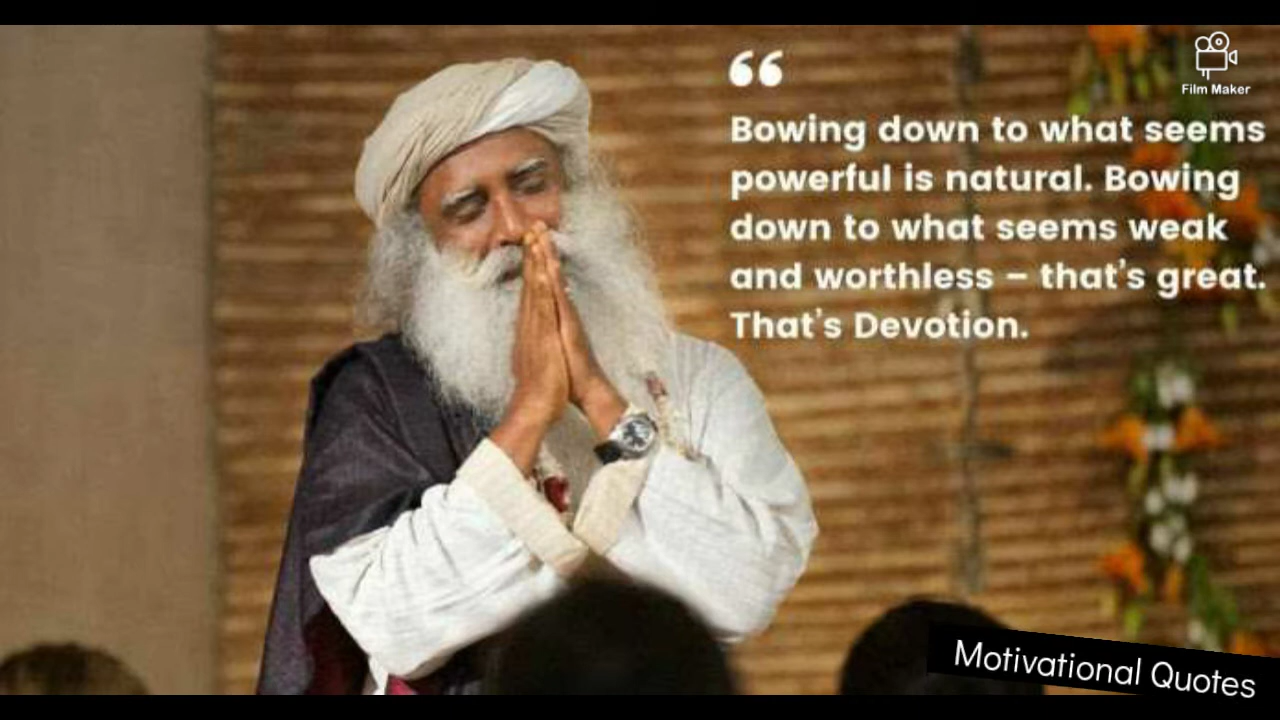 “
Film Maker
Bowing down to what seems
powerful is natural. Bowing
down to what seems weak
and worthless – that's great.
That's Devotion.
Motivational Quotes